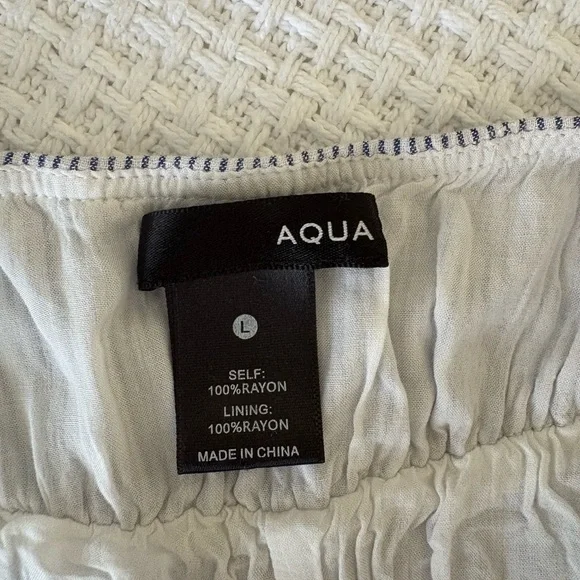 AQUA
L
SELF:
100%RAYON
LINING:
100%RAYON
MADE IN CHINA